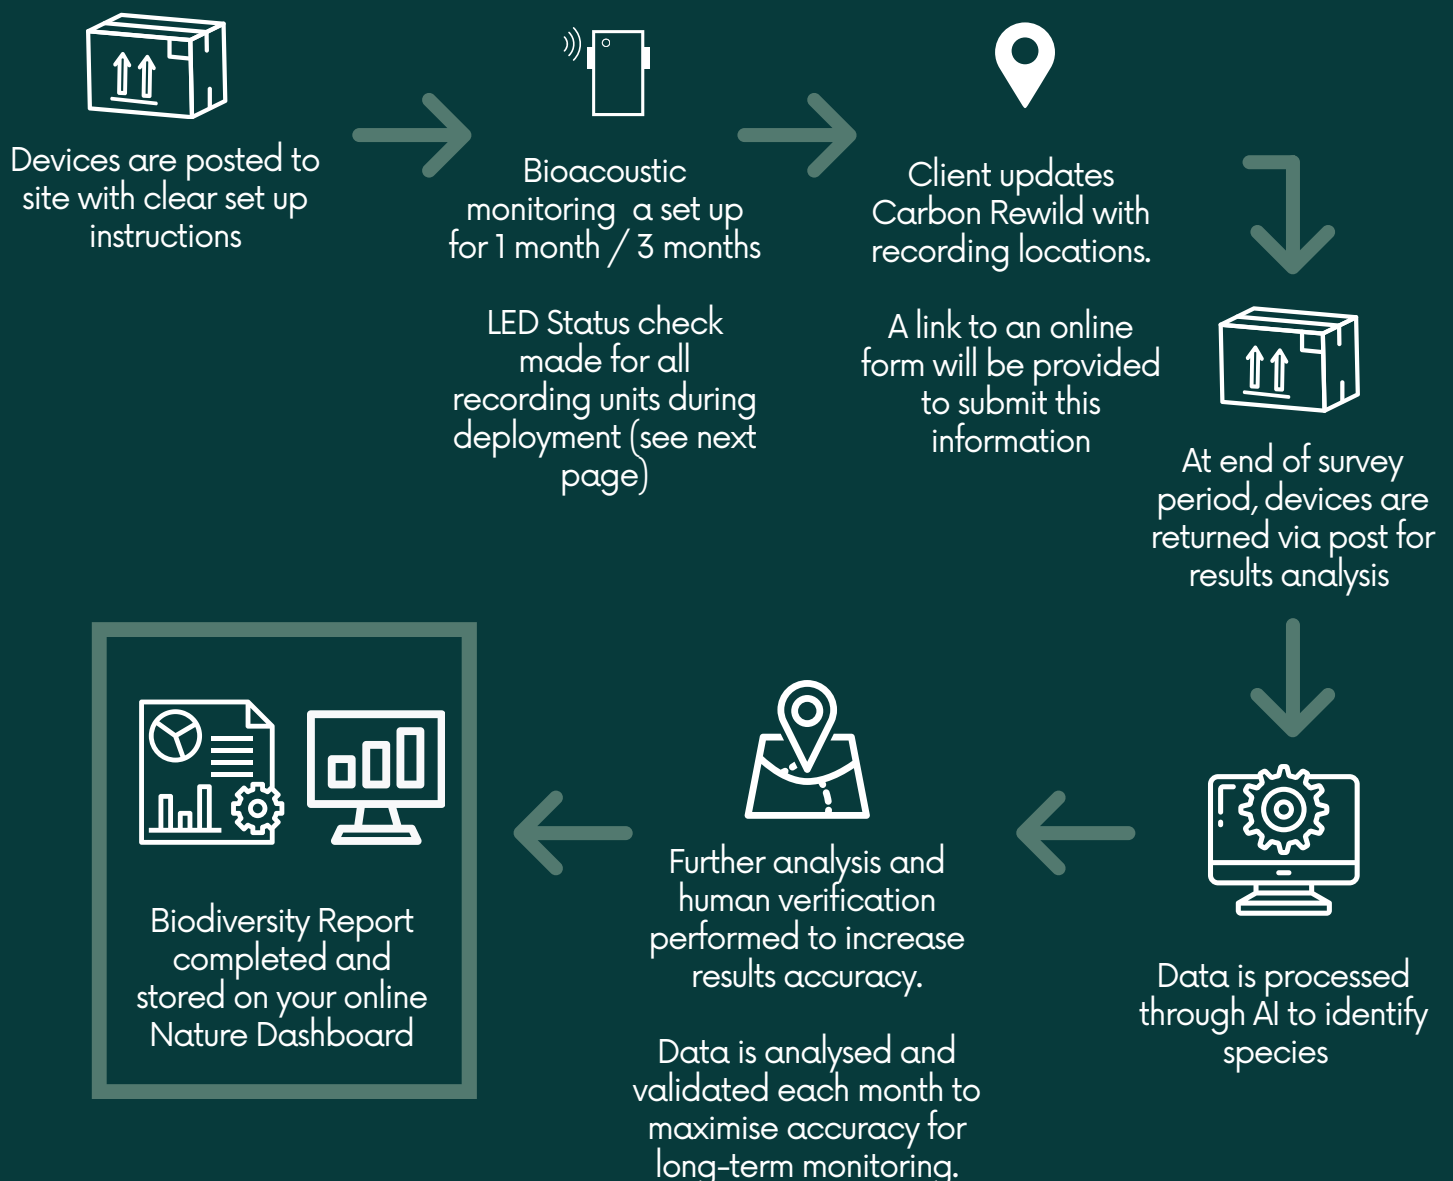 Devices are posted to
site with clear set up
instructions
Bioacoustic
monitoring a set up
for 1 month / 3 months
LED Status check
made for all
recording units during
deployment (see next
page)
Client updates
Carbon Rewild with
recording locations.
A link to an online
form will be provided
to submit this
information
At end of survey
period, devices are
returned via post for
results analysis
Data is processed
through AI to identify
species
Further analysis and
human verification
performed to increase
results accuracy.
Data is analysed and
validated each month to
maximise accuracy for
long-term monitoring.
Biodiversity Report
completed and
stored on your online
Nature Dashboard